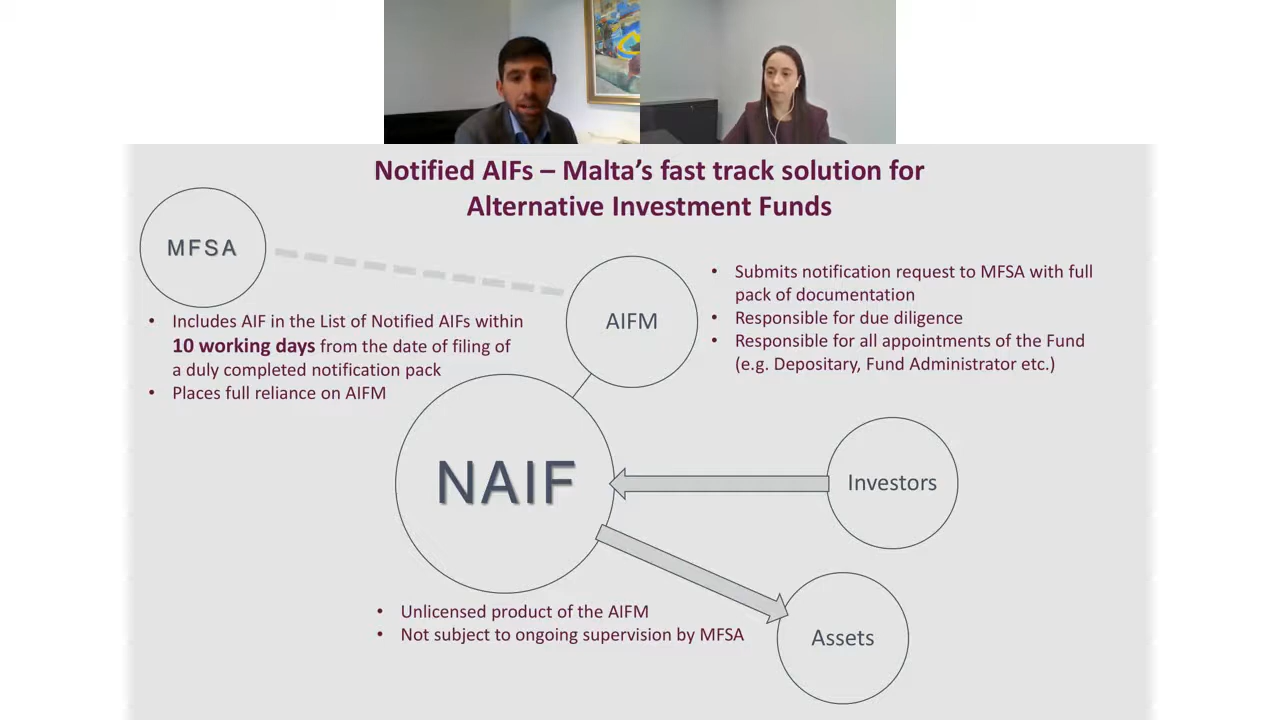 Notified AIFs – Malta’s fast track solution for
Alternative Investment Funds
MFSA
• Includes AIF in the List of Notified AIFs within
10 working days from the date of filing of
a duly completed notification pack
• Places full reliance on AIFM
AIFM
• Submits notification request to MFSA with full
pack of documentation
• Responsible for due diligence
• Responsible for all appointments of the Fund
(e.g. Depositary, Fund Administrator etc.)
NAIF
Investors
• Unlicensed product of the AIFM
• Not subject to ongoing supervision by MFSA
Assets